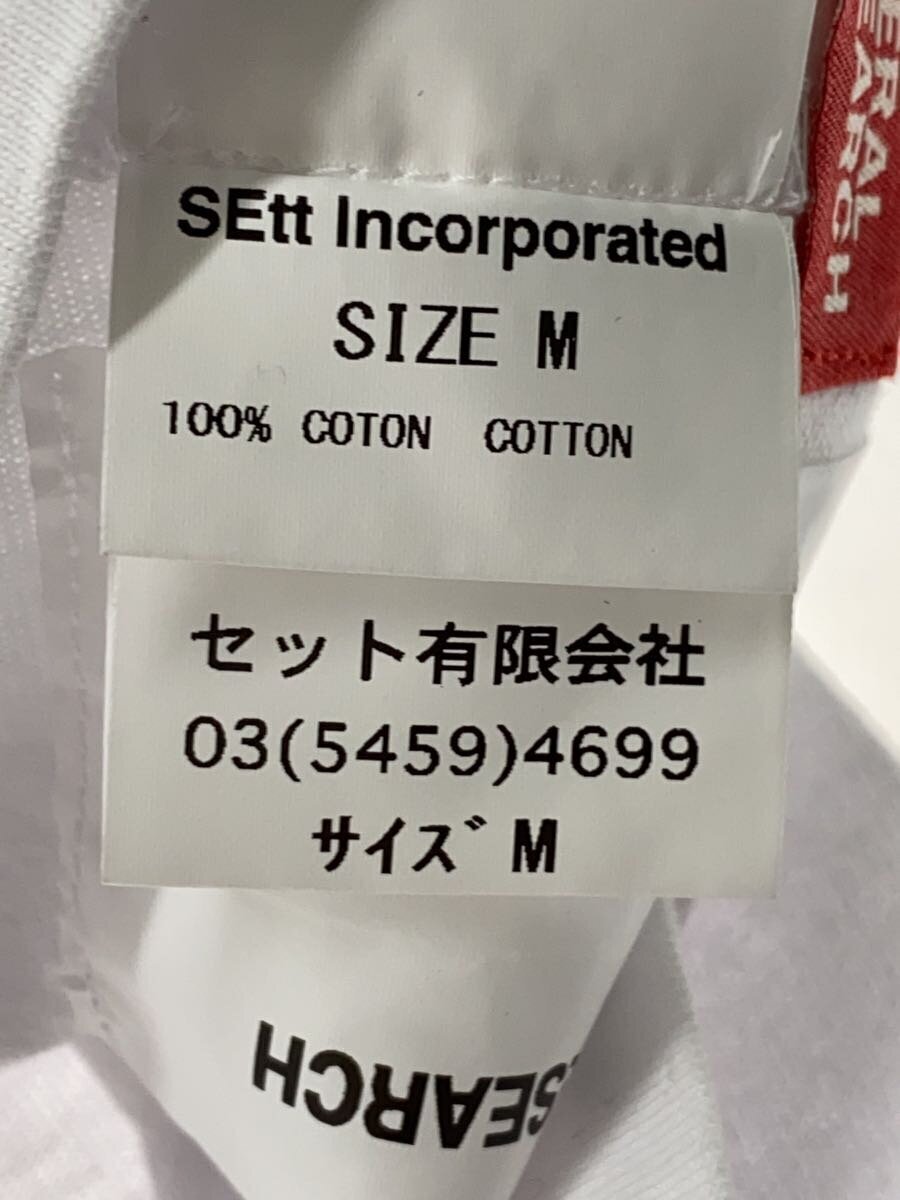 SEtt Incorporated
SIZE M
100% COTON COTTON
セット有限会社
03(5459)4699
サイズ M